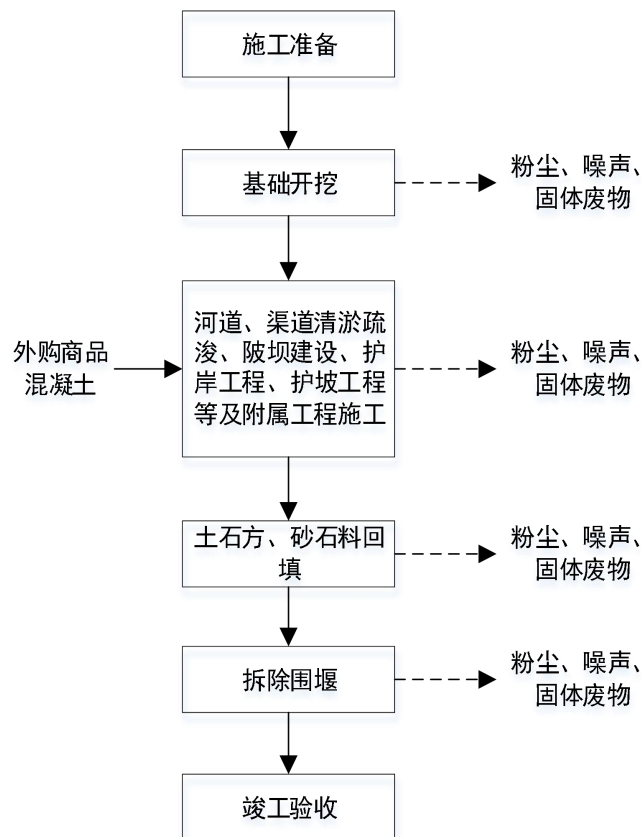 施工准备
基础开挖
粉尘、噪声、
固体废物
外购商品
混凝土
河道、渠道清淤疏
浚、陂坝建设、护
岸工程、护坡工程
等及附属工程施工
粉尘、噪声、
固体废物
土石方、砂石料回
填
粉尘、噪声、
固体废物
拆除围堰
粉尘、噪声、
固体废物
竣工验收